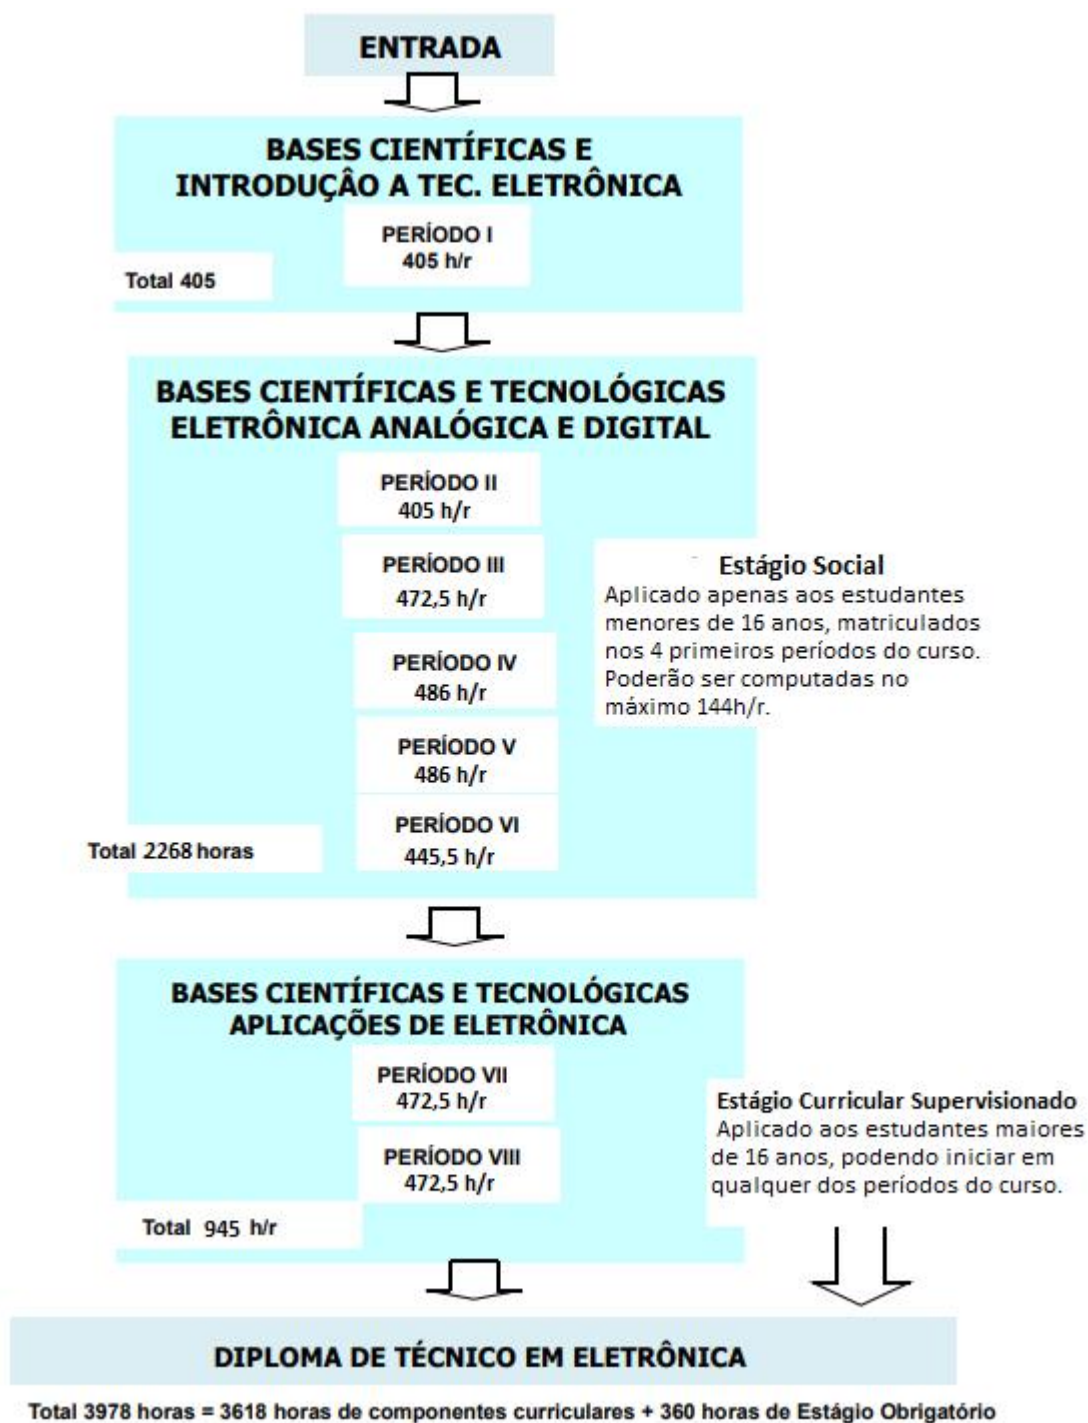 ENTRADA
BASES CIENTÍFICAS E
INTRODUÇÂO A TEC. ELETRÔNICA
PERÍODO I
405 h/r
Total 405
BASES CIENTÍFICAS E TECNOLÓGICAS
ELETRÔNICA ANALÓGICA E DIGITAL
PERÍODO II
405 h/r
PERÍODO III
472,5 h/r
Estágio Social
Aplicado apenas aos estudantes
menores de 16 anos, matriculados
nos 4 primeiros períodos do curso.
Poderão ser computadas no
máximo 144h/r.
PERÍODO IV
486 h/r
PERÍODO V
486 h/r
PERÍODO VI
445,5 h/r
Total 2268 horas
BASES CIENTÍFICAS E TECNOLÓGICAS
APLICAÇÕES DE ELETRÔNICA
PERÍODO VII
472,5 h/r
PERÍODO VIII
472,5 h/r
Total 945 h/r
Estágio Curricular Supervisionado
Aplicado aos estudantes maiores
de 16 anos, podendo iniciar em
qualquer dos períodos do curso.
DIPLOMA DE TÉCNICO EM ELETRÔNICA
Total 3978 horas = 3618 horas de componentes curriculares + 360 horas de Estágio Obrigatório